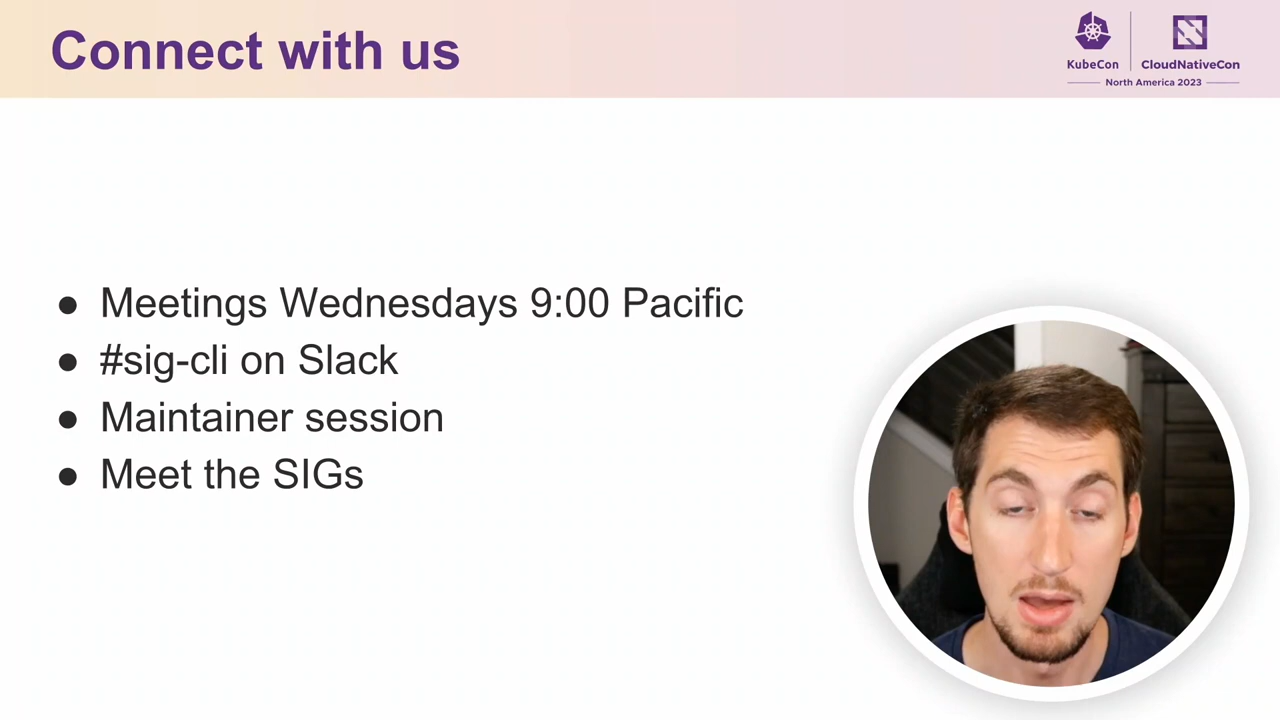 Connect with us
KubeCon
CloudNativeCon
North America 2023
● Meetings Wednesdays 9:00 Pacific
● #sig-cli on Slack
● Maintainer session
● Meet the SIGs